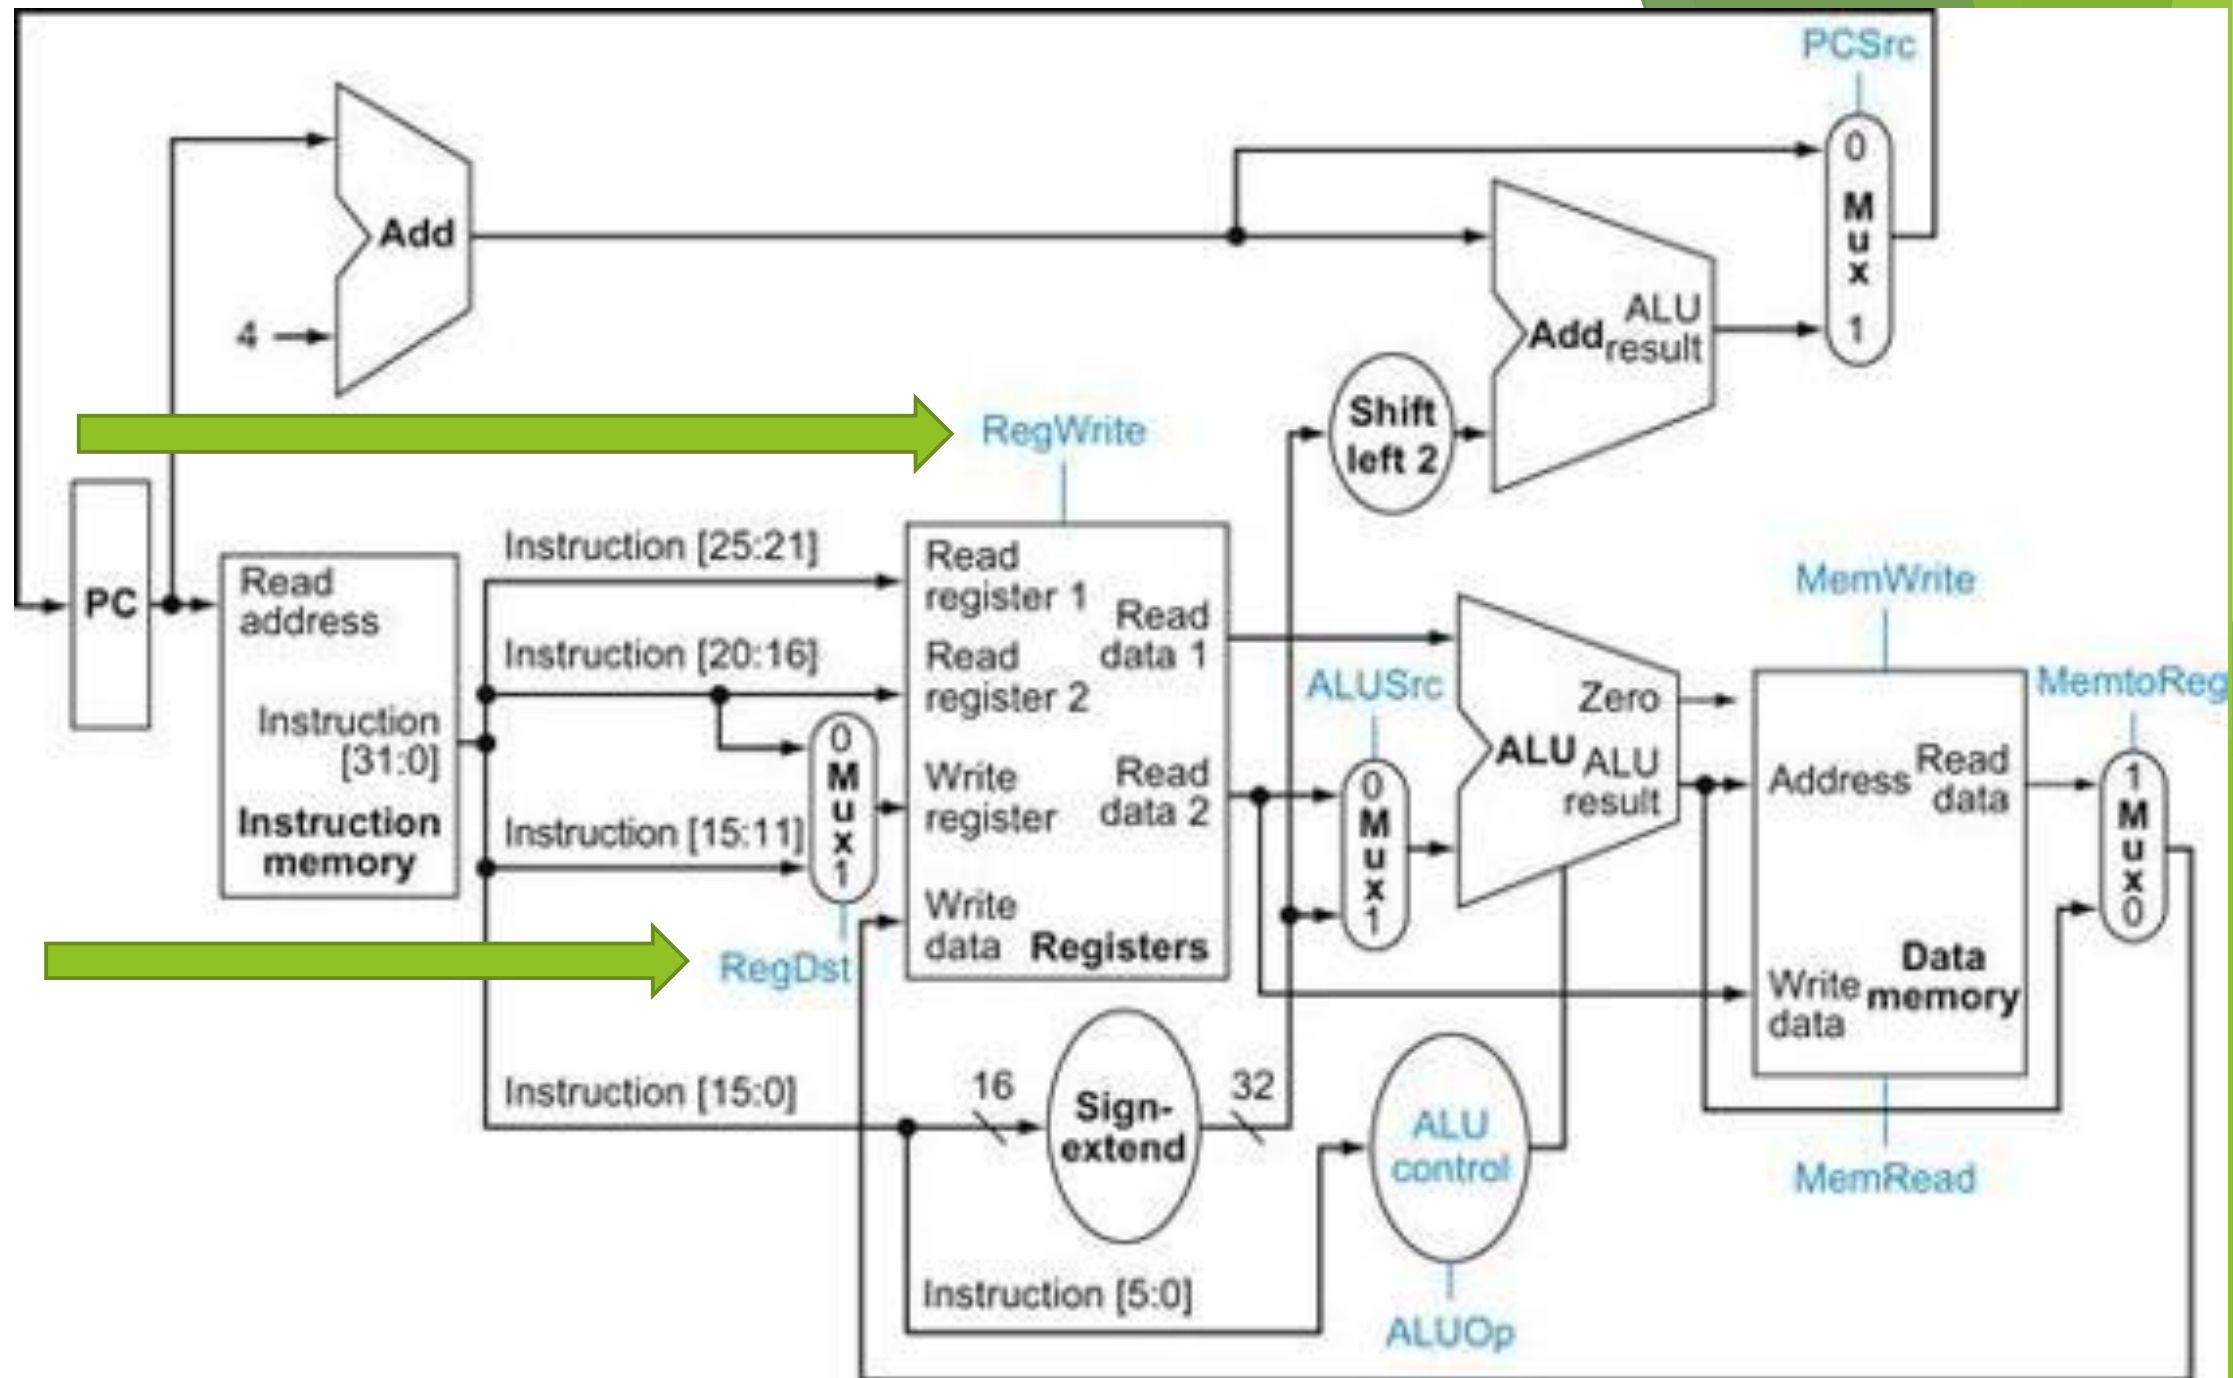 PCSrc
0
M
u
x
1
Add
4
Add
ALU
result
Shift
left 2
RegWrite
PC
Read
address
Instruction
[31:0]
Instruction
memory
Instruction [25:21]
Instruction [20:16]
Instruction [15:11]
0
M
u
x
1
RegDst
Read
register 1
Read
register 2
Write
register
Write
data
Read
data 1
Read
data 2
Registers
ALUSrc
0
M
u
x
1
Zero
ALU
ALU
result
MemWrite
Address
Read
data
Write
data
Data
memory
MemRead
MemtoReg
1
M
u
x
0
Instruction [15:0]
16
Sign-
extend
32
ALU
control
Instruction [5:0]
ALUOp